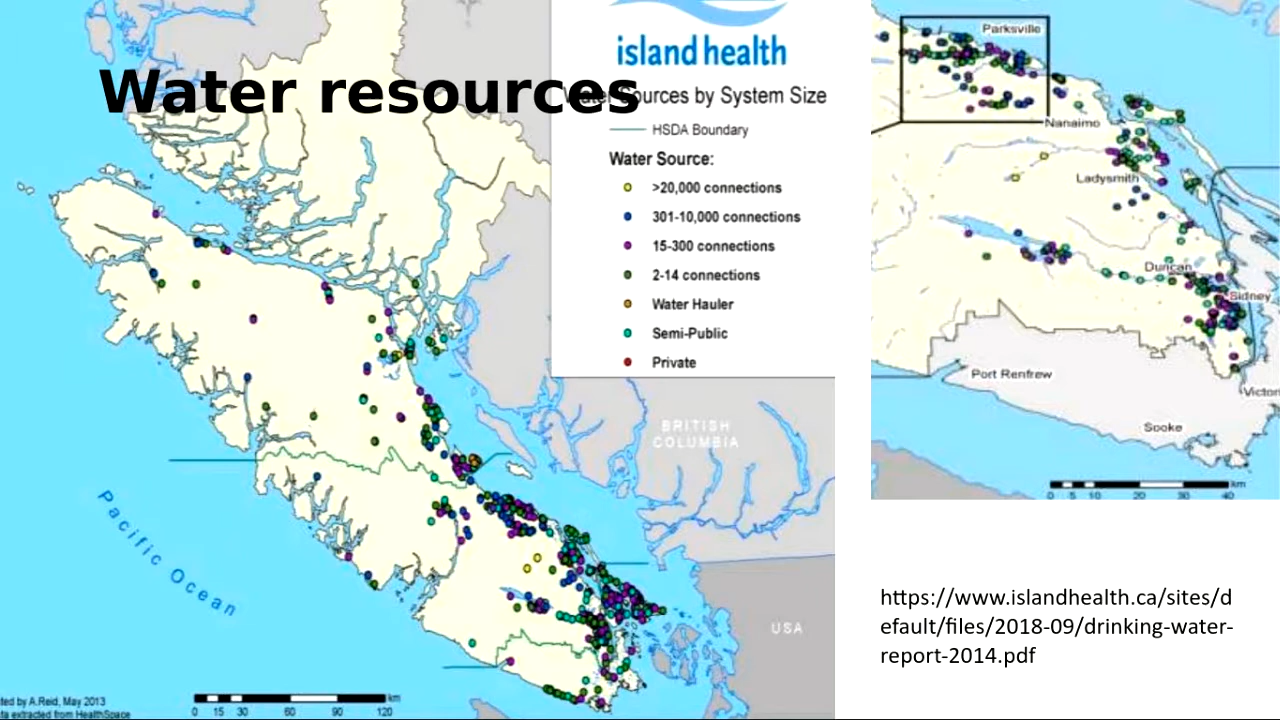 Water resources
island health
Water Sources by System Size
HSDA Boundary
Water Source:
>20,000 connections
301-10,000 connections
15-300 connections
2-14 connections
Water Hauler
Semi-Public
Private
BRITISH
COLUMBIA
Pacific Ocean
USA
ted by A.Reid, May 2013
ta extracted from HealthSpace
km
0 15 30 60 90 120
Parksville
Nanaimo
Ladysmith
Duncan
Sidney
Port Renfrew
Victor
Sooke
km
0 5 10 20 30 40
https://www.islandhealth.ca/sites/d
efault/files/2018-09/drinking-water-
report-2014.pdf